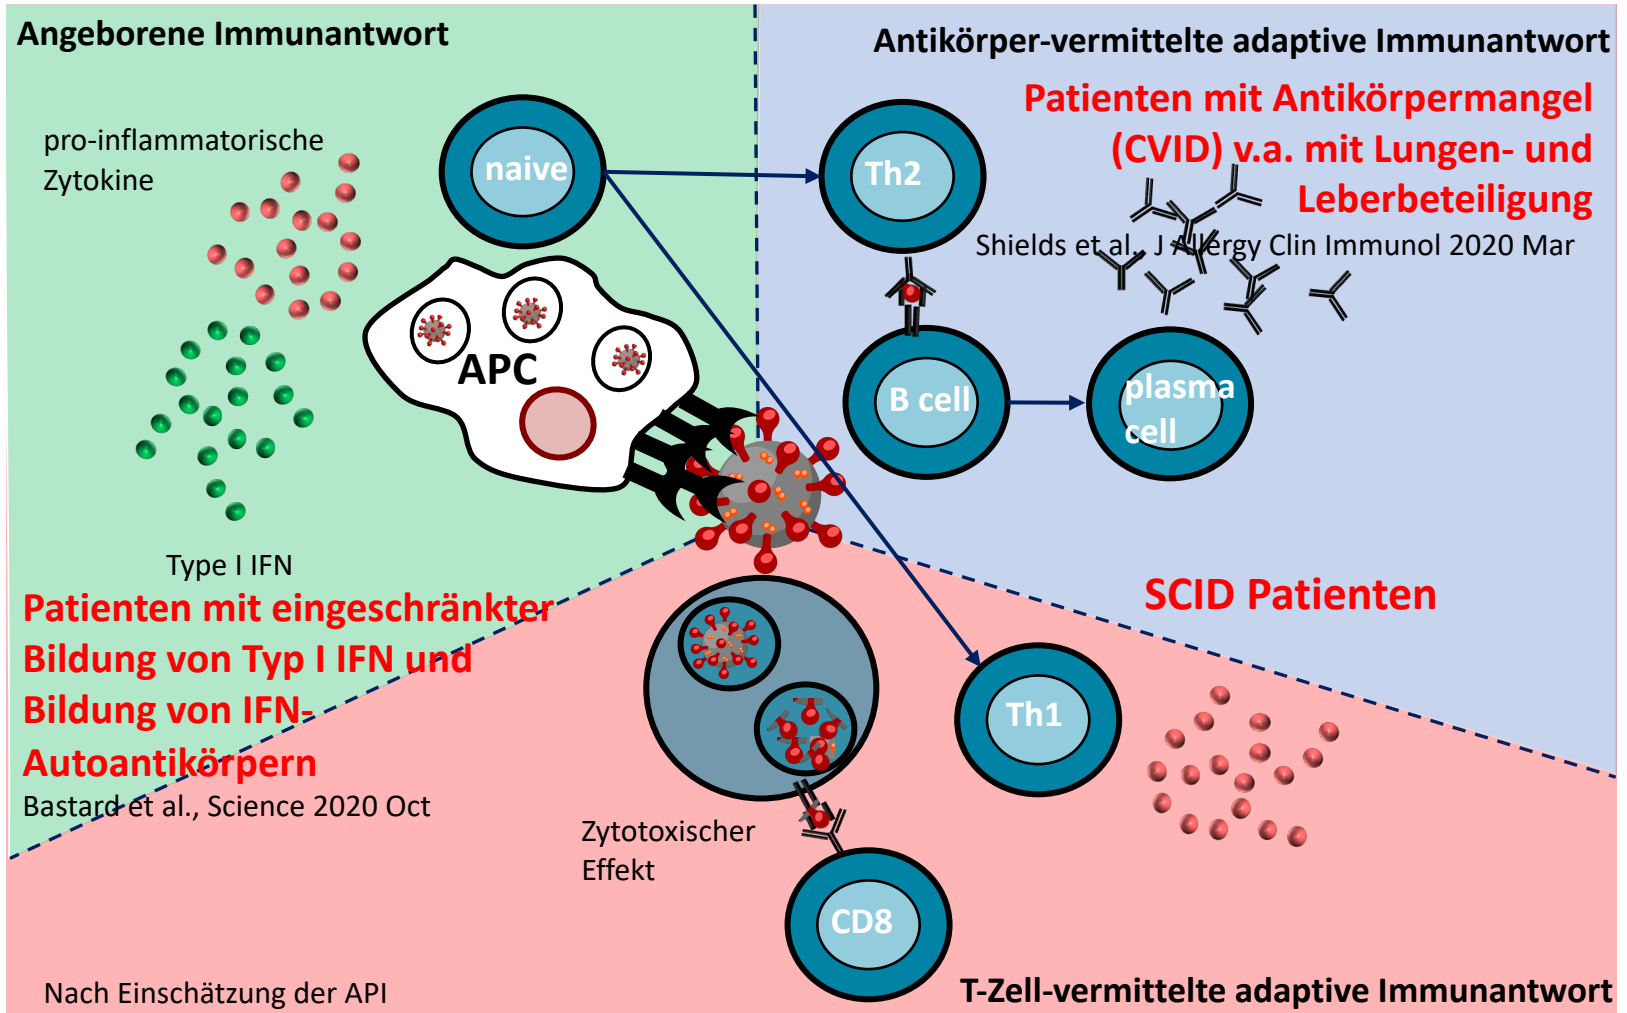 Angeborene Immunantwort
pro-inflammatorische
Zytokine
naive
APC
Type I IFN
Patienten mit eingeschränkter
Bildung von Typ I IFN und
Bildung von IFN-
Autoantikörpern
Bastard et al., Science 2020 Oct
Antikörper-vermittelte adaptive Immunantwort
Patienten mit Antikörpermangel
(CVID) v.a. mit Lungen- und
Leberbeteiligung
Shields et al., J Allergy Clin Immunol 2020 Mar
Th2
B cell
plasma
cell
SCID Patienten
Th1
Zytotoxischer
Effekt
CD8
Nach Einschätzung der API
T-Zell-vermittelte adaptive Immunantwort